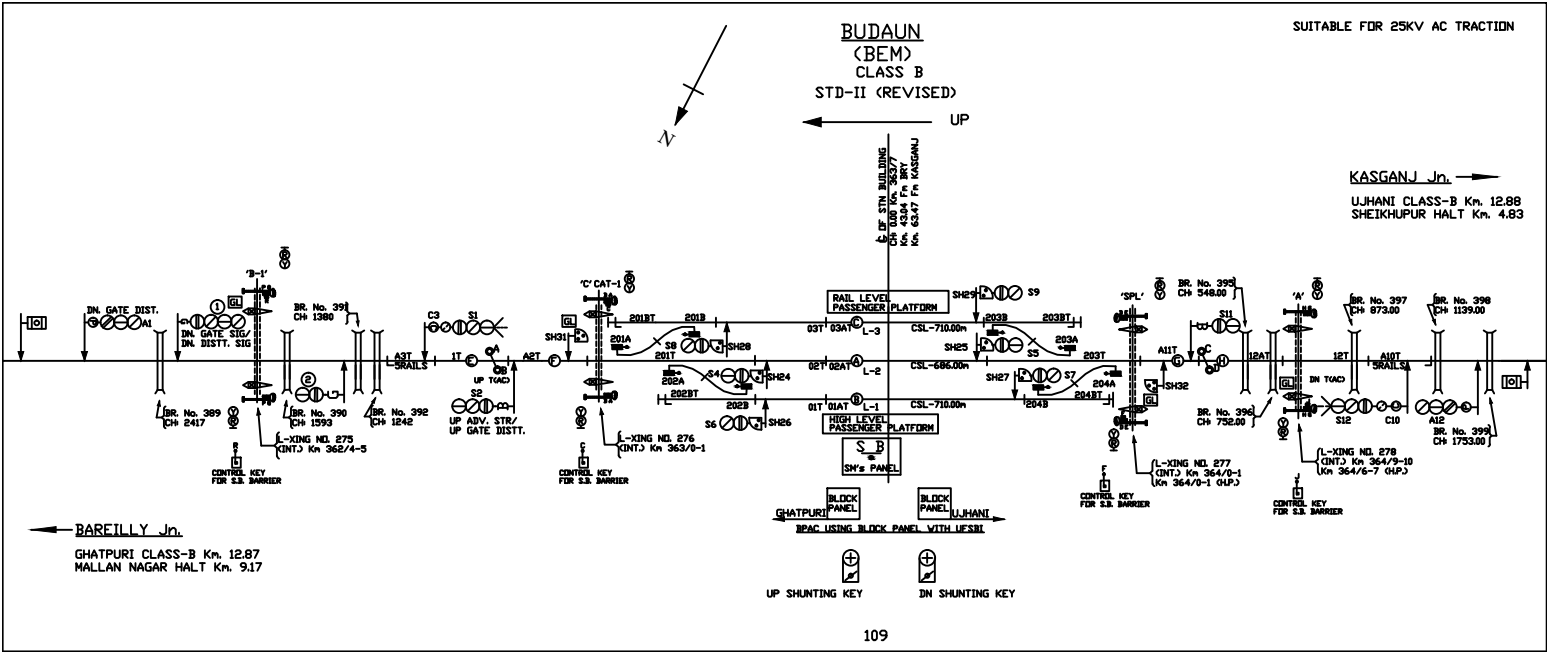 SUITABLE FOR 25KV AC TRACTION
BUDAUN
(BEM)
CLASS B
STD-II (REVISED)
UP
N
KASGANJ Jn.
UJHANI CLASS-B Km. 12.88
SHEIKHUPUR HALT Km. 4.83
OF STN BUILDING
CH: 0.00 Km. 363/7
Km. 43.04 Fm BRY
Km. 63.47 Fm KASGANJ
'B-1'
GL
R
Y
DN. GATE DIST.
A1
1
DN. GATE SIG/
DN. DISTT. SIG
BR. No. 391
CH: 1380
C3
S1
'C' CAT-1
GL
SH31
R
Y
201BT
201B
201A
S8
SH28
RAIL LEVEL
PASSENGER PLATFORM
03T
03AT
C
L-3
CSL-710.00m
SH29
S9
203B
203BT
SH25
S5
203A
'SPL'
R
Y
BR. No. 395
CH: 548.00
S11
'A'
R
Y
BR. No. 397
CH: 873.00
BR. No. 398
CH: 1139.00
A3T
5RAILS
1T
E
A
B
UP T(AC)
A2T
F
201T
02T
02AT
A
L-2
CSL-686.00m
203T
A11T
G
C
D
H
12AT
12T
A10T
5RAILS
2
202A
S4
SH24
202BT
202B
01T
01AT
B
L-1
CSL-710.00m
SH27
S7
204A
204B
204BT
SH32
GL
GL
DN T(AC)
BR. No. 389
CH: 2417
BR. No. 390
CH: 1593
BR. No. 392
CH: 1242
S2
UP ADV. STR/
UP GATE DISTT.
S6
SH26
HIGH LEVEL
PASSENGER PLATFORM
BR. No. 396
CH: 752.00
S12
C10
A12
BR. No. 399
CH: 1753.00
L-XING NO. 275
(INT.) Km 362/4-5
L-XING NO. 276
(INT.) Km 363/0-1
S B
SM's PANEL
L-XING NO. 277
(INT.) Km 364/0-1
Km 364/0-1 (H.P.)
L-XING NO. 278
(INT.) Km 364/9-10
Km 364/6-7 (H.P.)
CONTROL KEY
FOR S.B. BARRIER
CONTROL KEY
FOR S.B. BARRIER
F
CONTROL KEY
FOR S.B. BARRIER
J
CONTROL KEY
FOR S.B. BARRIER
BLOCK
PANEL
BLOCK
PANEL
GHATPURI
UJHANI
BPAC USING BLOCK PANEL WITH UFSBI
BAREILLY Jn.
GHATPURI CLASS-B Km. 12.87
MALLAN NAGAR HALT Km. 9.17
UP SHUNTING KEY
DN SHUNTING KEY
109